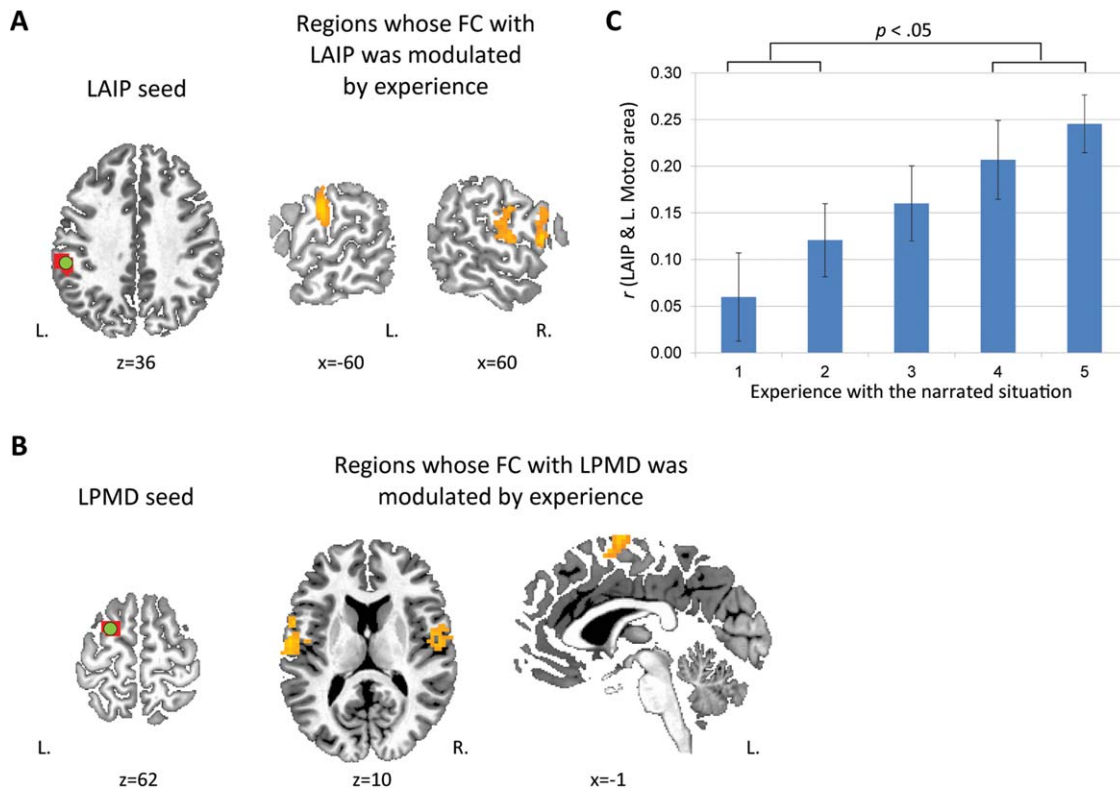 A
LAIP seed
Regions whose FC with
LAIP was modulated
by experience
L.
L.
R.
z=36
x=-60
x=60
C
p < .05
r (LAIP & L. Motor area)
0.30
0.25
0.20
0.15
0.10
0.05
0.00
1 2 3 4 5
Experience with the narrated situation
B
LPMD seed
Regions whose FC with LPMD was
modulated by experience
L.
R.
L.
z=62
z=10
x=-1